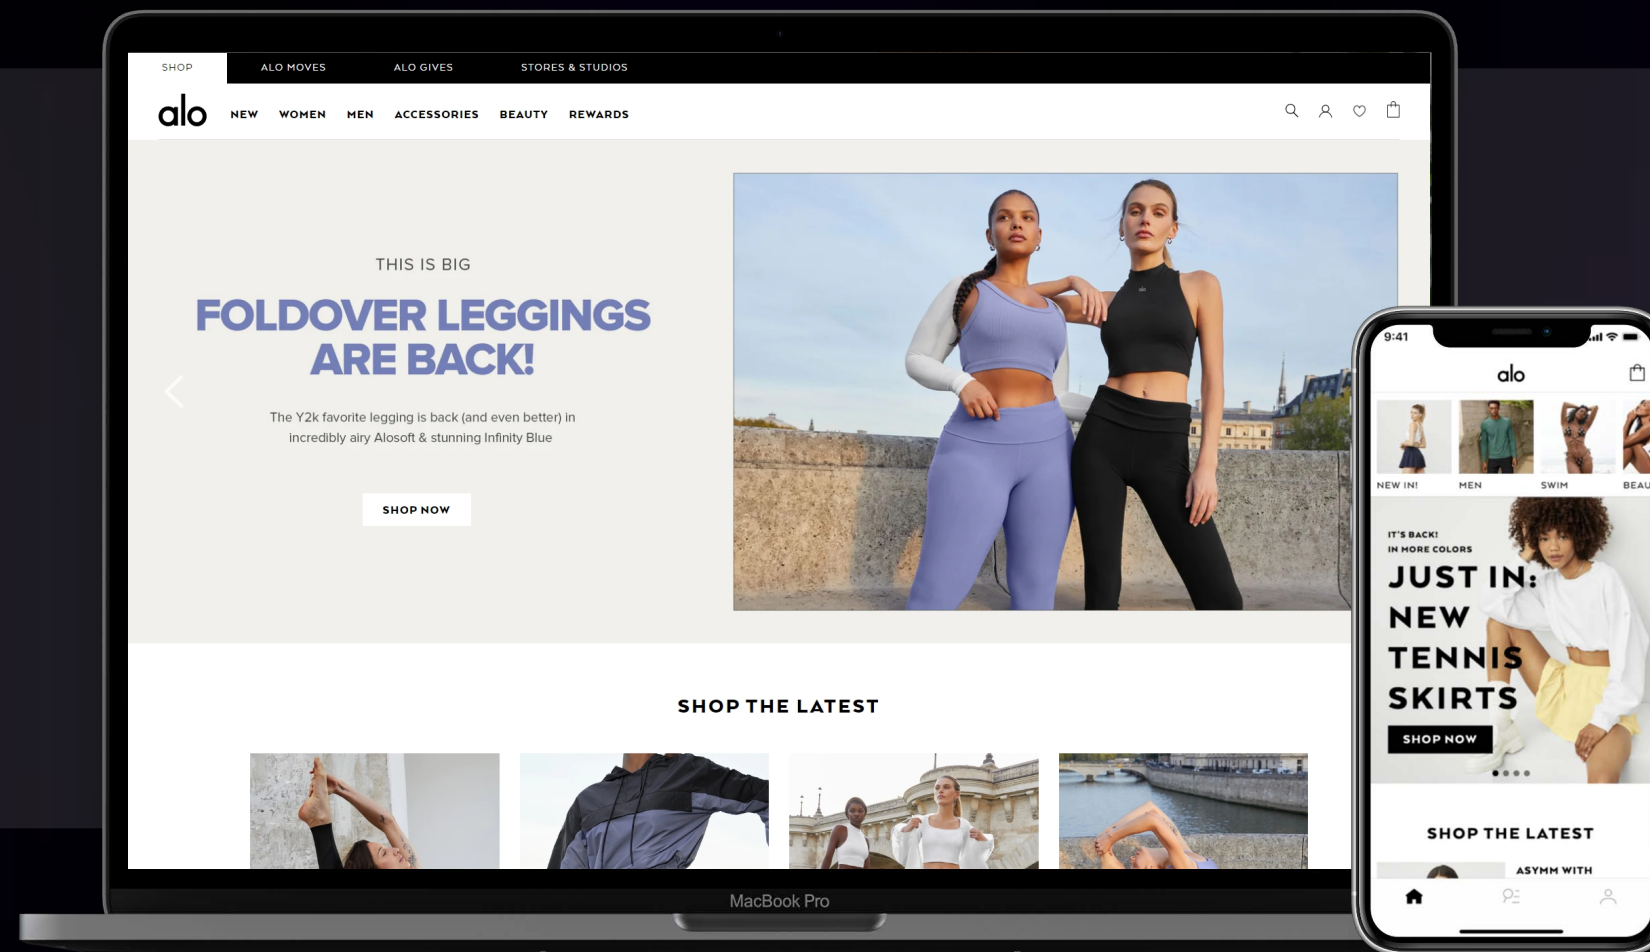 SHOP
ALO MOVES
ALO GIVES
STORES & STUDIOS
alo
NEW
WOMEN
MEN
ACCESSORIES
BEAUTY
REWARDS
THIS IS BIG
FOLDOVER LEGGINGS
ARE BACK!
The Y2k favorite legging is back (and even better) in
incredibly airy Alosoft & stunning Infinity Blue
SHOP NOW
alo
SHOP THE LATEST
MacBook Pro
9:41
alo
NEW IN!
MEN
SWIM
BEAU
IT'S BACK!
IN MORE COLORS
JUST IN:
NEW
TENNIS
SKIRTS
SHOP NOW
SHOP THE LATEST
ASYMM WITH